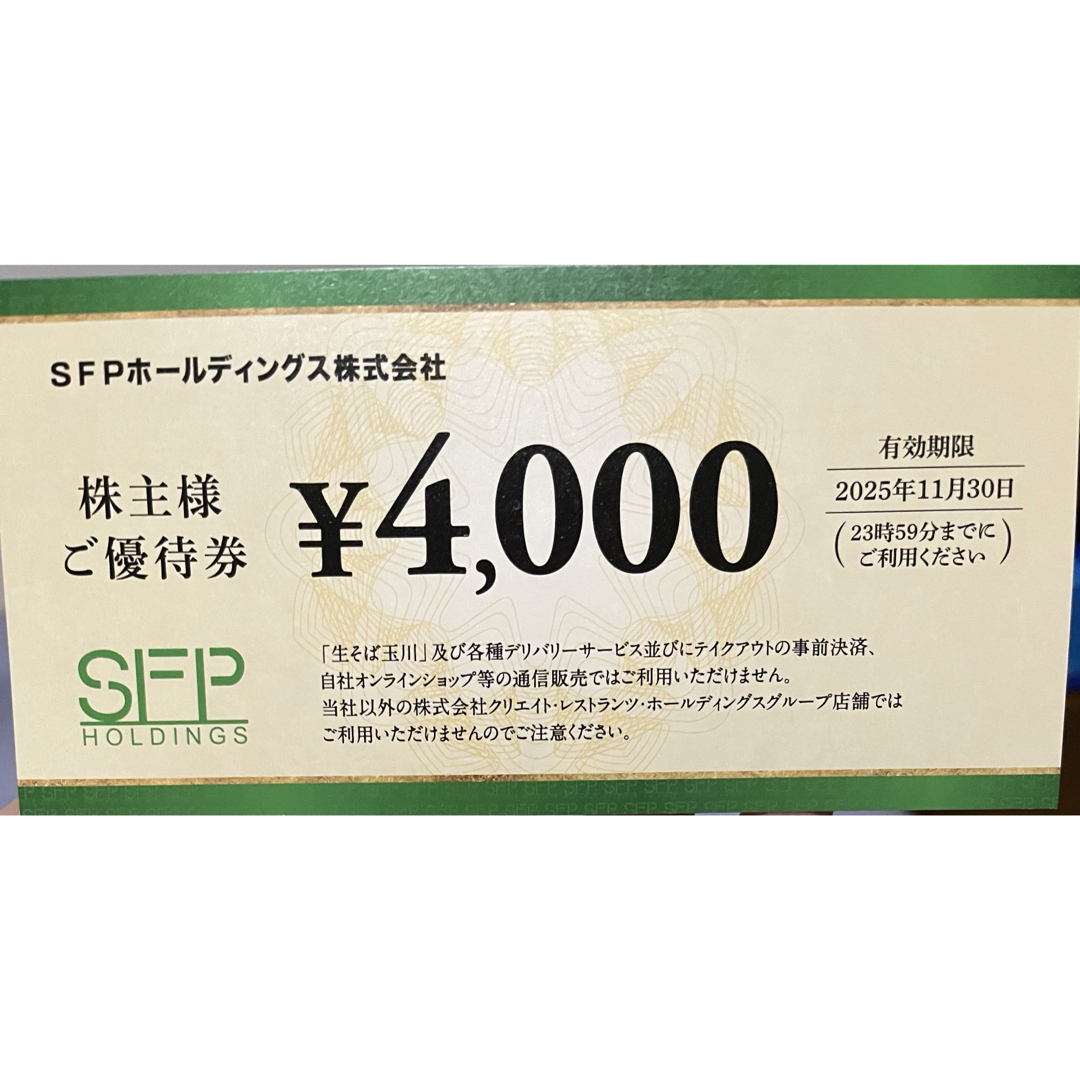 SFPホールディングス株式会社
株主様
ご優待券
¥4,000
有効期限
2025年11月30日
(23時59分までに
ご利用ください)
SFP
HOLDINGS
「生そば玉川」及び各種デリバリーサービス並びにテイクアウトの事前決済、
自社オンラインショップ等の通信販売ではご利用いただけません。
当社以外の株式会社クリエイト・レストランツ・ホールディングスグループ店舗では
ご利用いただけませんのでご注意ください。
SFP SFP SFP SFP SFP SFP SFP